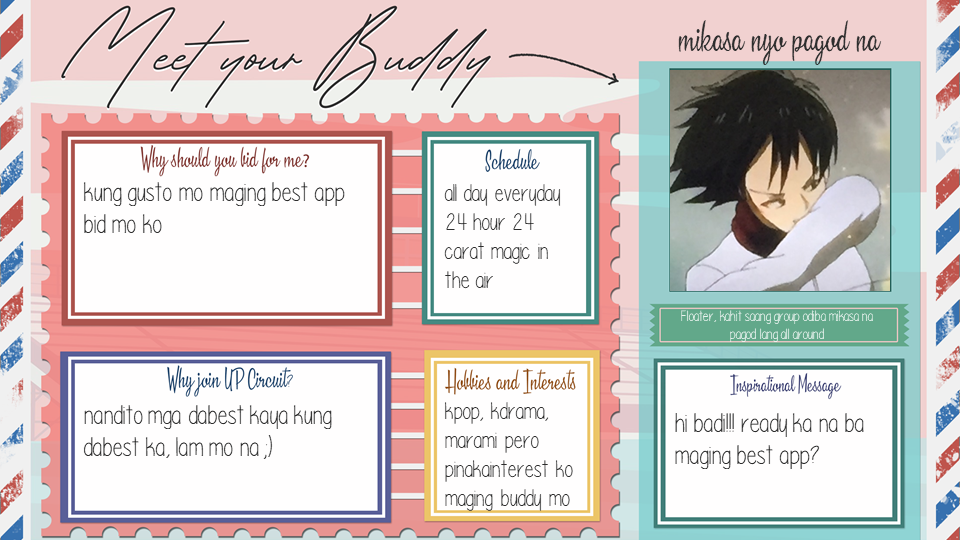 Meet your Buddy
mikasa nyo pagod na
Why should you bid for me?
kung gusto mo maging best app
bid mo ko
Schedule
all day everyday
24 hour 24
carat magic in
the air
Floater, kahit saang group odba mikasa na
pagod lang all around
Why join UP Circuit?
nandito mga dabest kaya kung
dabest ka, lam mo na ;)
Hobbies and Interests
kpop, kdrama,
marami pero
pinakainterest ko
maging buddy mo
Inspirational Message
hi badi!!! ready ka na ba
maging best app?